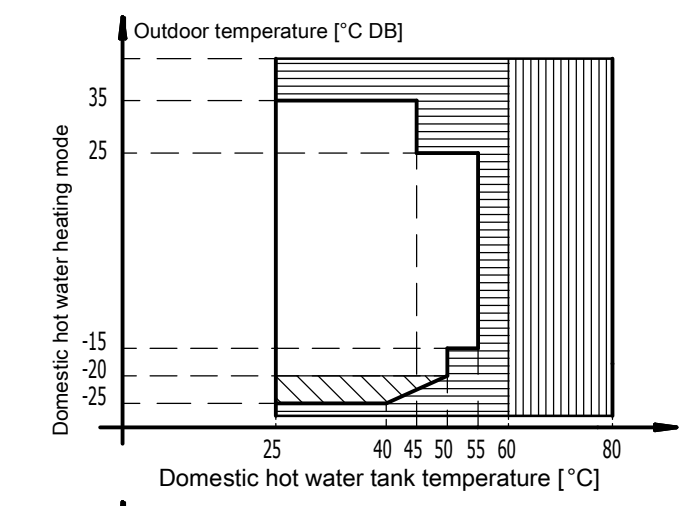 Outdoor temperature [°C DB]
35
25
-15
-20
-25
Domestic hot water heating mode
25 40 45 50 55 60 80
Domestic hot water tank temperature [°C]